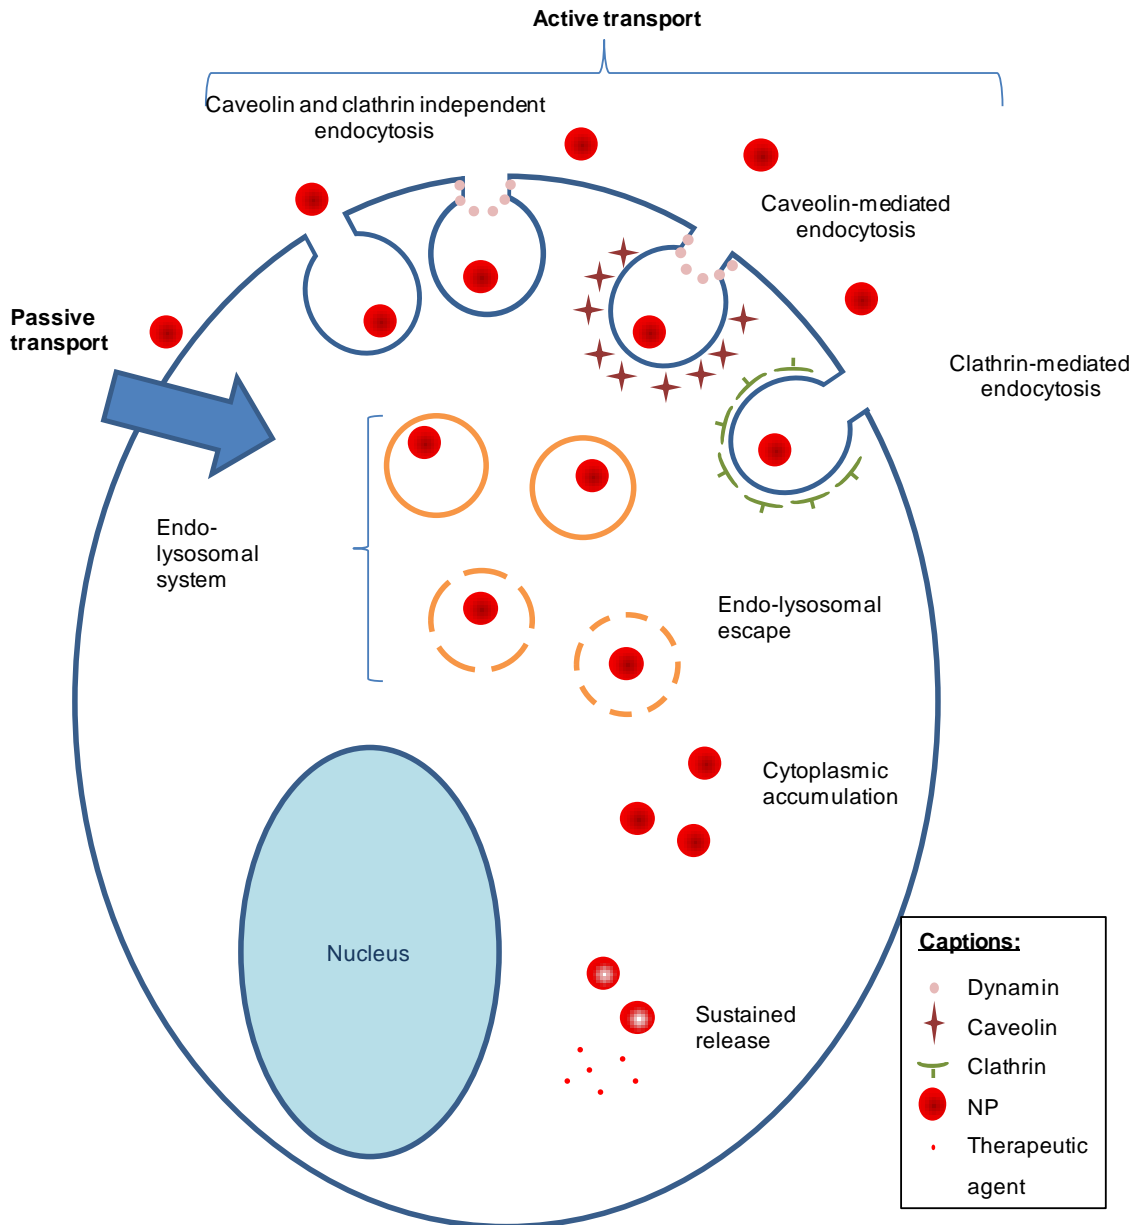 Active transport
Caveolin and clathrin independent
endocytosis
Caveolin-mediated
endocytosis
Passive
transport
Clathrin-mediated
endocytosis
Endo-
lysosomal
system
Endo-lysosomal
escape
Cytoplasmic
accumulation
Nucleus
Sustained
release
Captions:
Dynamin
Caveolin
Clathrin
NP
Therapeutic
agent